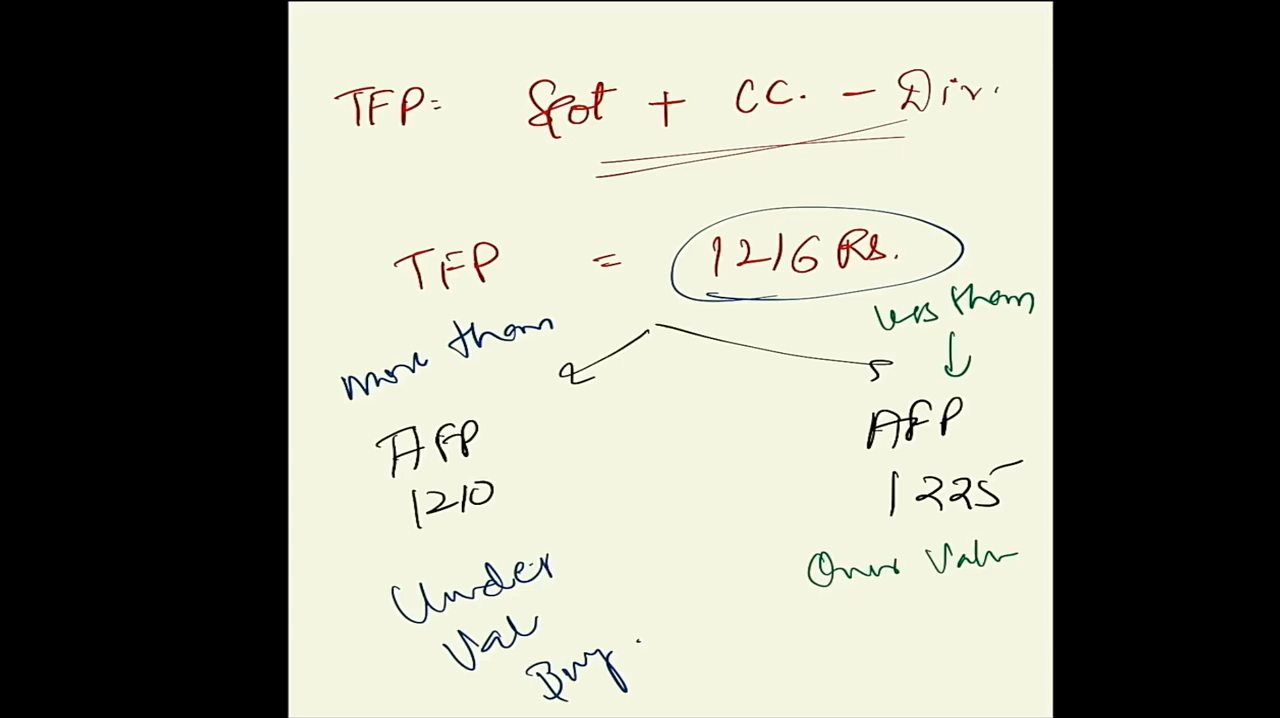 TFP= Spot + CC. - Div.
TFP = 1216 Rs.
more than
less than
AFP
1210
AFP
1225
Under
Val
Buy.
Over Valu